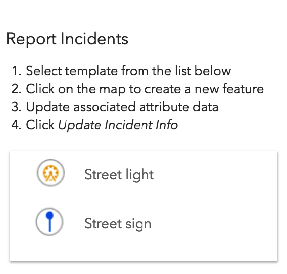 Report Incidents
1. Select template from the list below
2. Click on the map to create a new feature
3. Update associated attribute data
4. Click Update Incident Info
Street light
Street sign